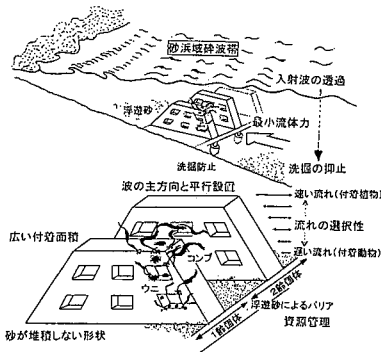 砂浜域砕波帯
入射波の透過
浮遊砂
最小流体力
洗掘防止
洗掘の抑止
波の主方向と平行設置
速い流れ(付着植物)
広い付着面積
流れの選択性
コンブ
遅い流れ(付着動物)
ウニ
浮遊砂によるバリア
砂が堆積しない形状
1般固体
2般固体
資源管理